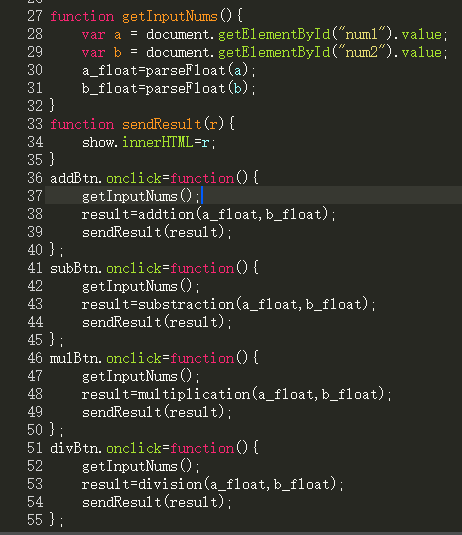 27 function getInputNums(){
28     var a = document.getElementById("num1").value;
29     var b = document.getElementById("num2").value;
30     a_float=parseFloat(a);
31     b_float=parseFloat(b);
32 }
33 function sendResult(r){
34     show.innerHTML=r;
35 }
36 addBtn.onclick=function(){
37     getInputNums();
38     result=addtion(a_float,b_float);
39     sendResult(result);
40 };
41 subBtn.onclick=function(){
42     getInputNums();
43     result=substraction(a_float,b_float);
44     sendResult(result);
45 };
46 mulBtn.onclick=function(){
47     getInputNums();
48     result=multiplication(a_float,b_float);
49     sendResult(result);
50 };
51 divBtn.onclick=function(){
52     getInputNums();
53     result=division(a_float,b_float);
54     sendResult(result);
55 };